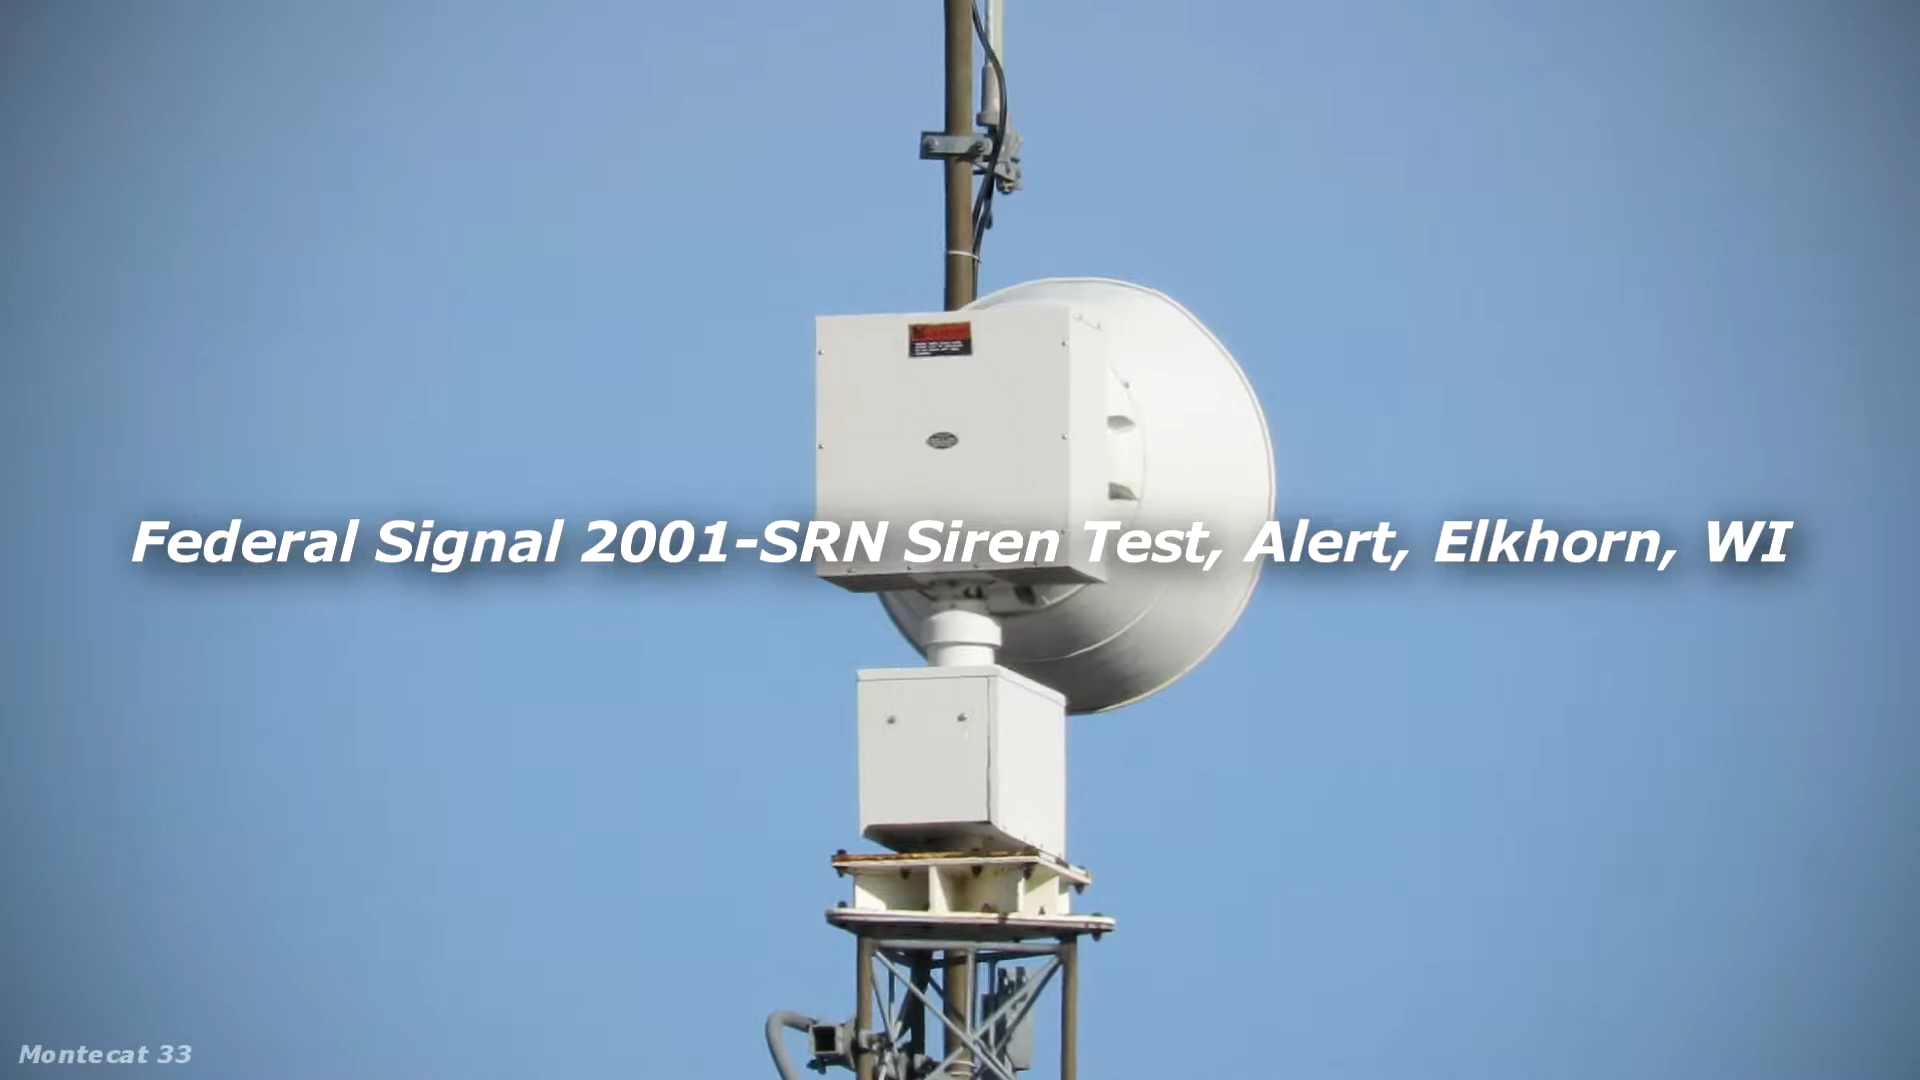 Federal Signal 2001-SRN Siren Test, Alert, Elkhorn, WI
Montecat 33